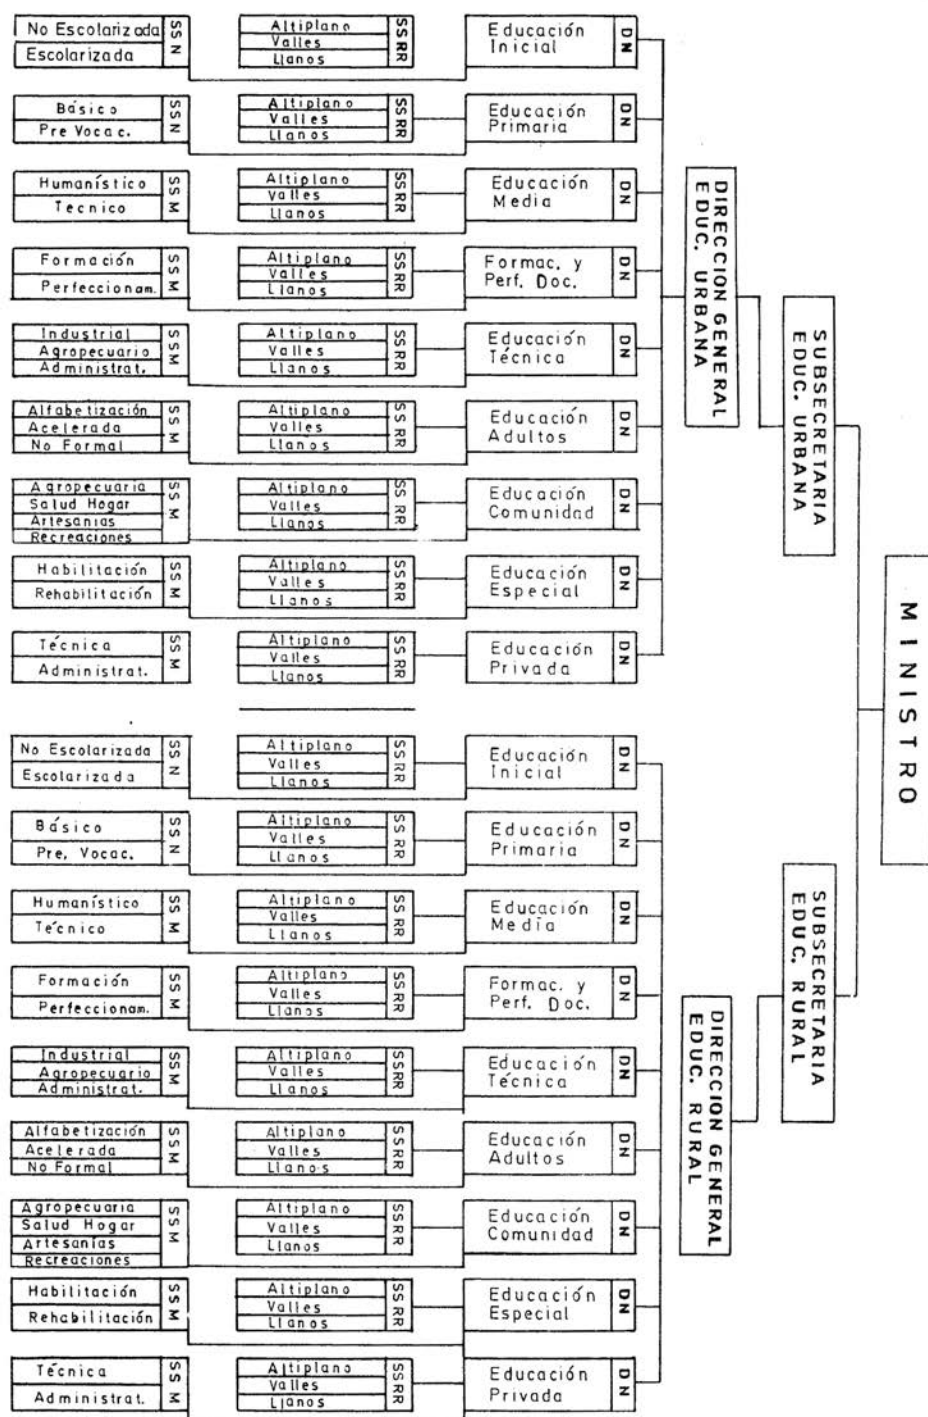 No Escolarizada
Escolarizada
SS N
Altiplano
Valles
Llanos
SS RR
Educación
Inicial
DN
Básico
Pre Vocac.
SS N
Altiplano
Valles
Llanos
SS RR
Educación
Primaria
DN
Humanístico
Tecnico
SS M
Altiplano
Valles
Llanos
SS RR
Educación
Media
DN
Formación
Perfeccionam.
SS M
Altiplano
Valles
Llanos
SS RR
Formac. y
Perf. Doc.
DN
Industrial
Agropecuario
Administrat.
SS M
Altiplano
Valles
Llanos
SS RR
Educación
Técnica
DN
Alfabetización
Acelerada
No Formal
SS M
Altiplano
Valles
Llanos
SS RR
Educación
Adultos
DN
Agropecuaria
Salud Hogar
Artesanías
Recreaciones
SS M
Altiplano
Valles
Llanos
SS RR
Educación
Comunidad
DN
Habilitación
Rehabilitación
SS M
Altiplano
Valles
Llanos
SS RR
Educación
Especial
DN
Técnica
Administrat.
SS M
Altiplano
Valles
Llanos
SS RR
Educación
Privada
DN
DIRECCION GENERAL
EDUC. URBANA
SUBSECRETARIA
EDUC. URBANA
MINISTRO
No Escolarizada
Escolarizada
SS N
Altiplano
Valles
Llanos
SS RR
Educación
Inicial
DN
Básico
Pre. Vocac.
SS N
Altiplano
Valles
Llanos
SS RR
Educación
Primaria
DN
Humanístico
Técnico
SS M
Altiplano
Valles
Llanos
SS RR
Educación
Media
DN
Formación
Perfeccionam.
SS M
Altiplano
Valles
Llanos
SS RR
Formac. y
Perf. Doc.
DN
Industrial
Agropecuario
Administrat.
SS M
Altiplano
Valles
Llanos
SS RR
Educación
Técnica
DN
Alfabetización
Acelerada
No Formal
SS M
Altiplano
Valles
Llanos
SS RR
Educación
Adultos
DN
Agropecuaria
Salud Hogar
Artesanías
Recreaciones
SS M
Altiplano
Valles
Llanos
SS RR
Educación
Comunidad
DN
Habilitación
Rehabilitación
SS M
Altiplano
Valles
Llanos
SS RR
Educación
Especial
DN
Técnica
Administrat.
SS M
Altiplano
Valles
Llanos
SS RR
Educación
Privada
DN
DIRECCION GENERAL
EDUC. RURAL
SUBSECRETARIA
EDUC. RURAL